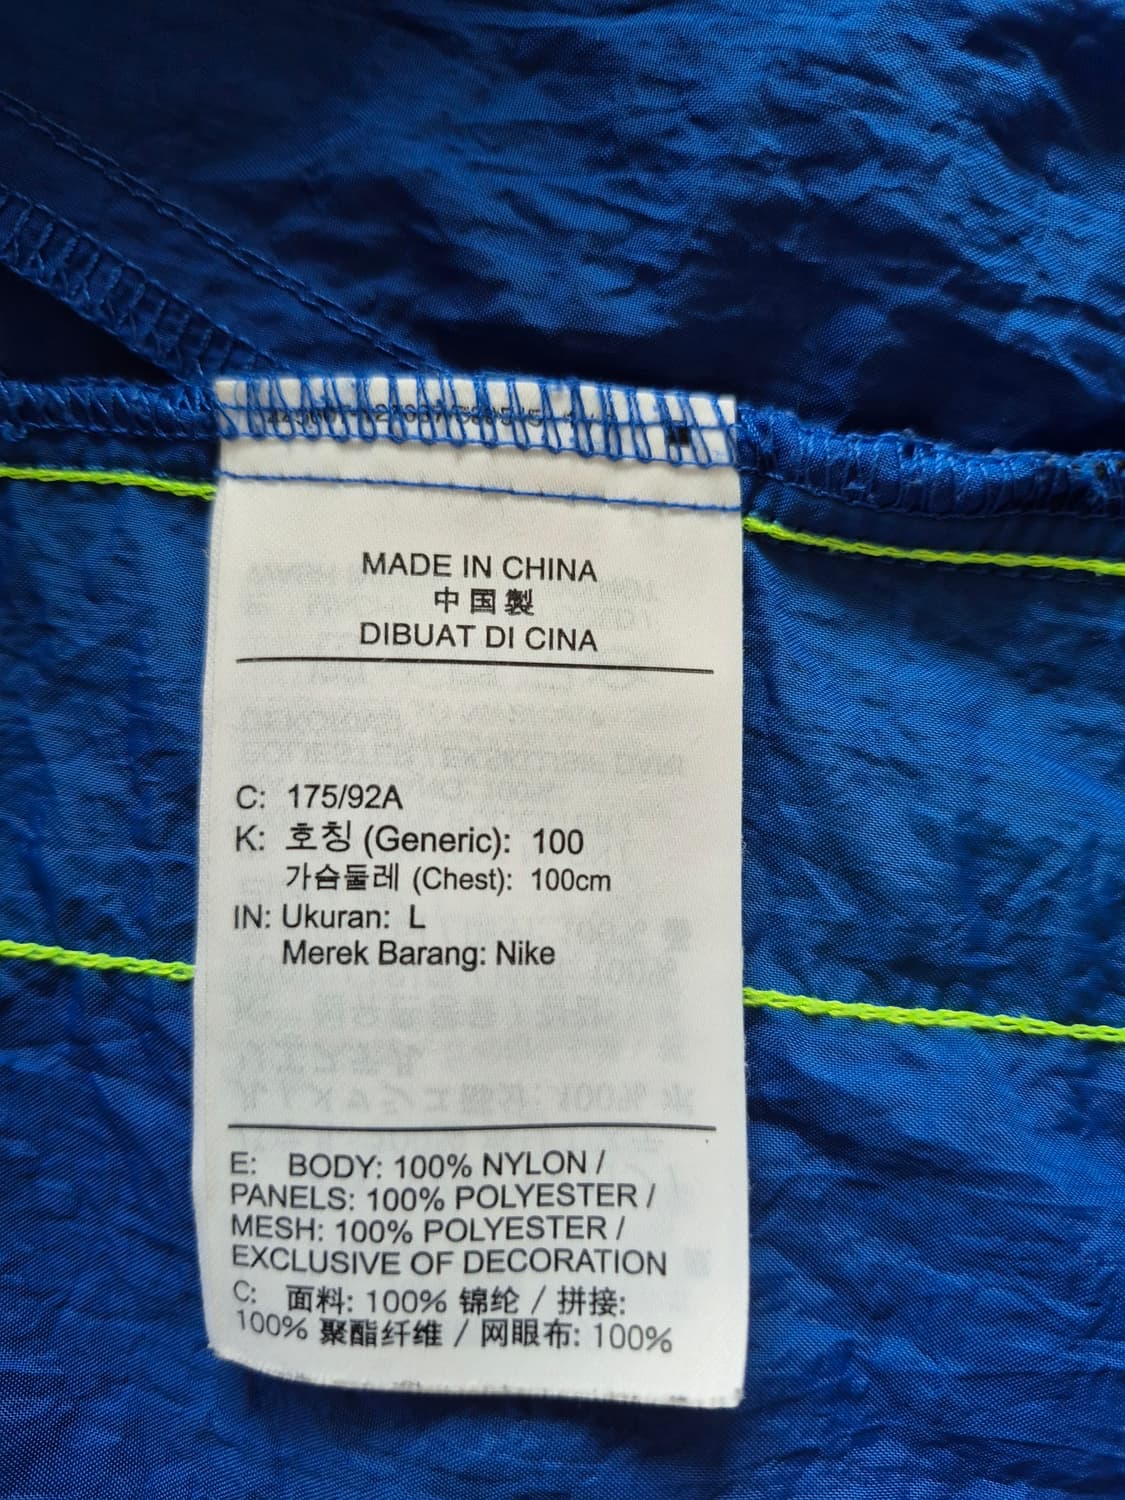 MADE IN CHINA
中国製
DIBUAT DI CINA
C: 175/92A
K: 호칭 (Generic): 100
가슴둘레 (Chest): 100cm
IN: Ukuran: L
Merek Barang: Nike
E: BODY: 100% NYLON /
PANELS: 100% POLYESTER /
MESH: 100% POLYESTER /
EXCLUSIVE OF DECORATION
C: 面料: 100% 锦纶 / 拼接:
100% 聚酯纤维 / 网眼布: 100%